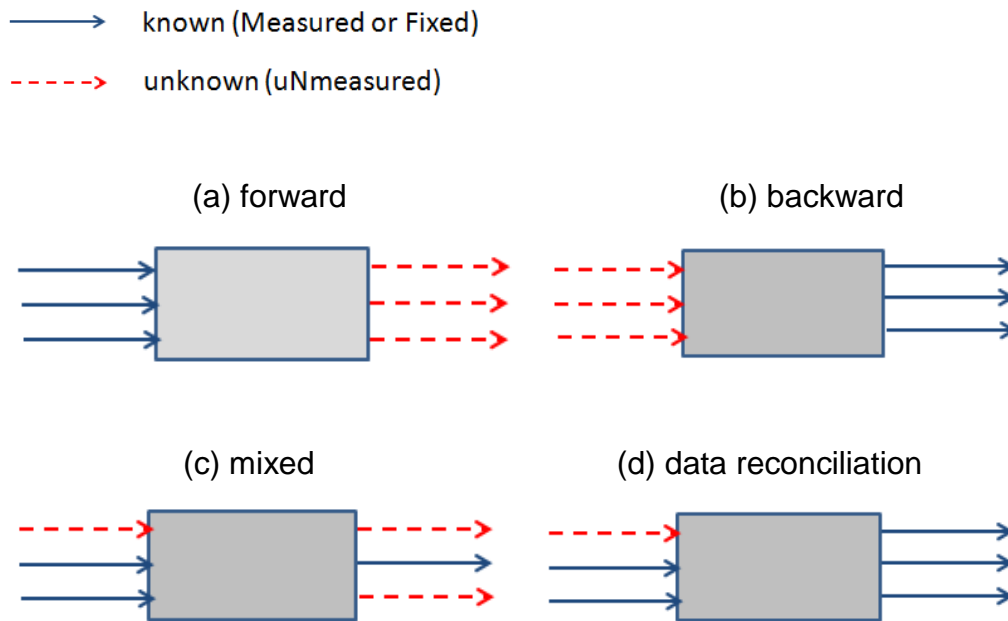 known (Measured or Fixed)
unknown (uNmeasured)
(a) forward
(b) backward
(c) mixed
(d) data reconciliation